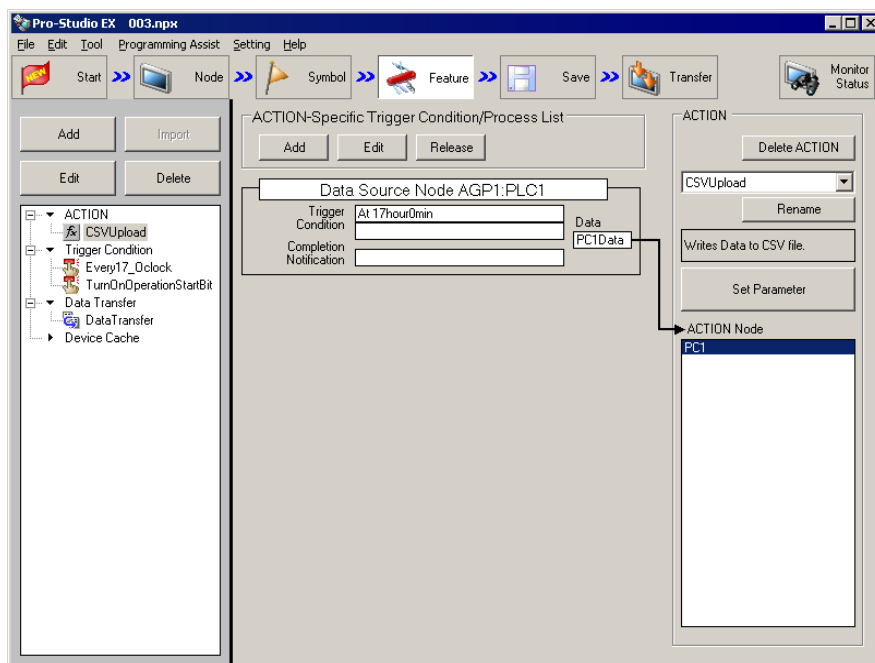 Pro-Studio EX 003.npx
File Edit Tool Programming Assist Setting Help
NEW Start Node Symbol Feature Save Transfer Monitor Status
Add Import
Edit Delete
ACTION
CSVUpload
Trigger Condition
Every17_Oclock
TurnOnOperationStartBit
Data Transfer
DataTransfer
Device Cache
ACTION-Specific Trigger Condition/Process List
Add Edit Release
Data Source Node AGP1:PLC1
Trigger Condition At 17hour0min
Data
PC1Data
Completion Notification
ACTION
Delete ACTION
CSVUpload
Rename
Writes Data to CSV file.
Set Parameter
ACTION Node
PC1